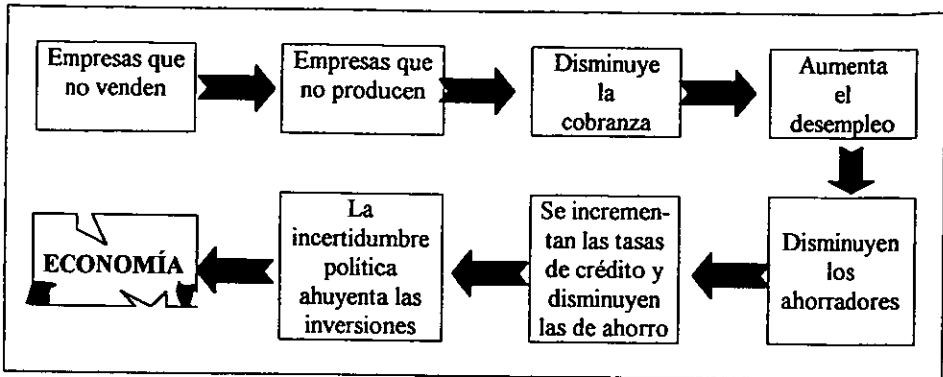 Empresas que
no venden
Empresas que
no producen
Disminuye
la
cobranza
Aumenta
el
desempleo
Disminuyen
los
ahorradores
Se incremen-
tan las tasas
de crédito y
disminuyen
las de ahorro
La
incertidumbre
política
ahuyenta las
inversiones
ECONOMÍA